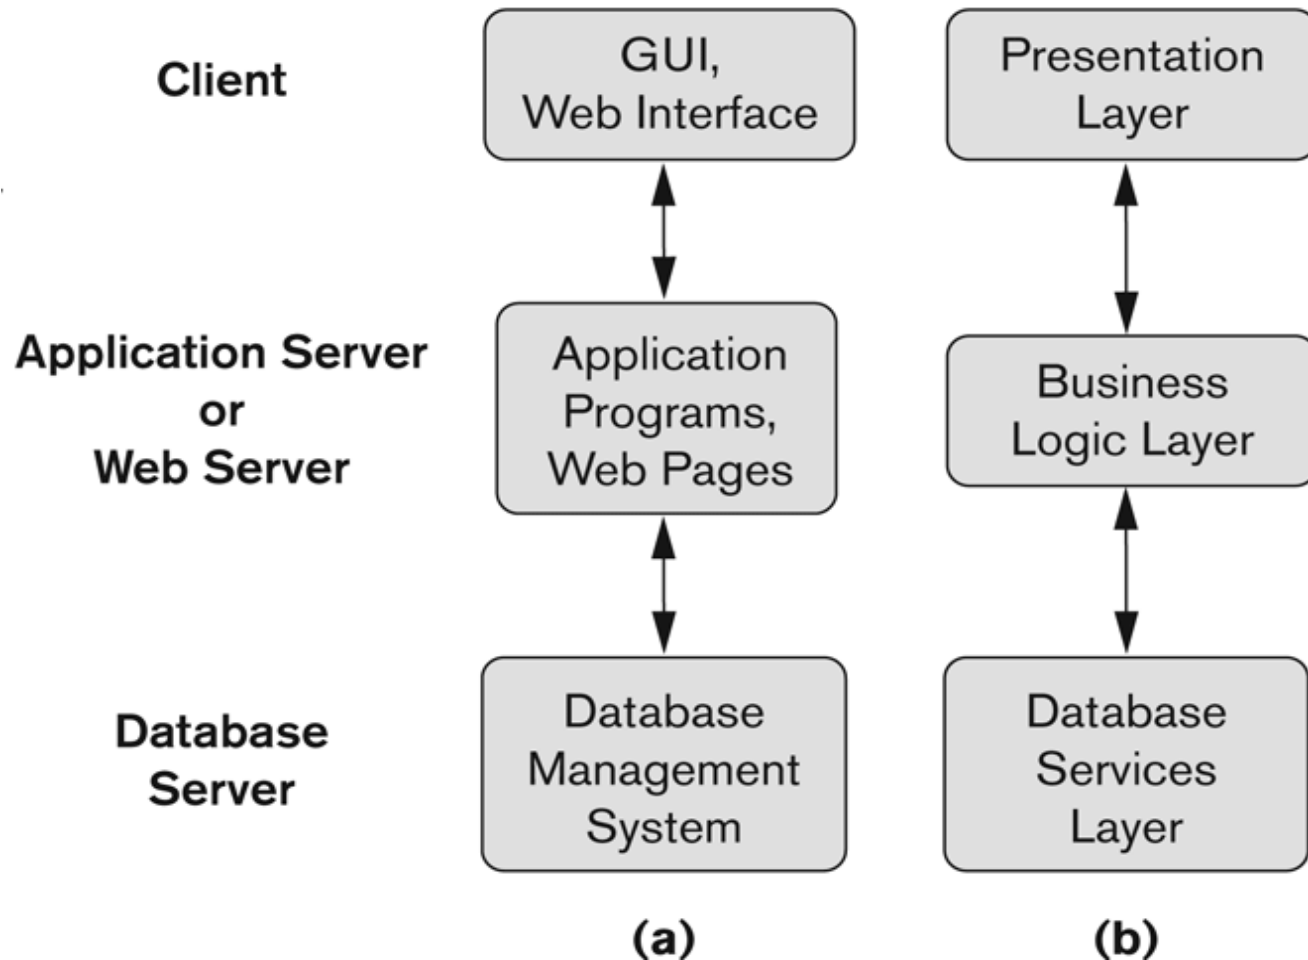 Client
GUI,
Web Interface
Presentation
Layer
Application Server
or
Web Server
Application
Programs,
Web Pages
Business
Logic Layer
Database
Server
Database
Management
System
Database
Services
Layer
(a)
(b)